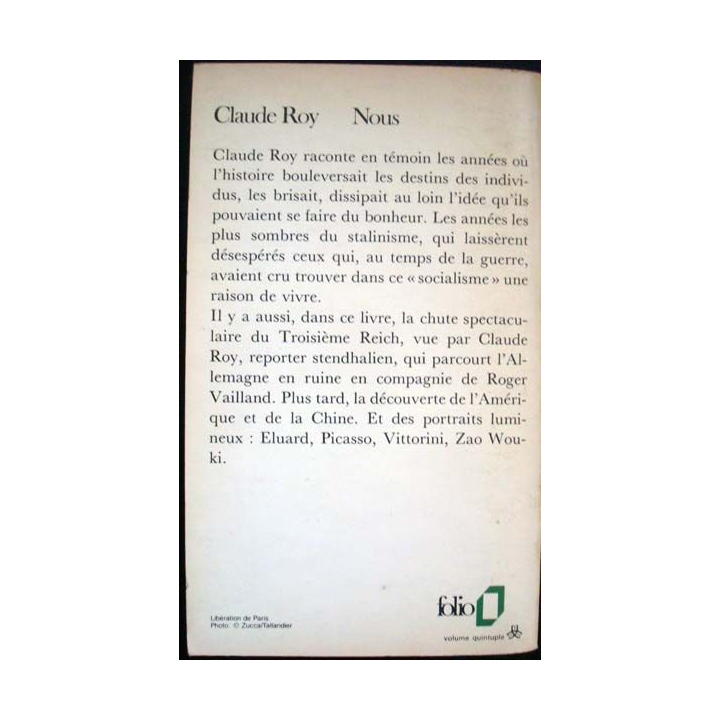 Claude Roy Nous
Claude Roy raconte en témoin les années où
l'histoire bouleversait les destins des indivi-
dus, les brisait, dissipait au loin l'idée qu'ils
pouvaient se faire du bonheur. Les années les
plus sombres du stalinisme, qui laissèrent
désespérés ceux qui, au temps de la guerre,
avaient cru trouver dans ce « socialisme » une
raison de vivre.
Il y a aussi, dans ce livre, la chute spectacu-
laire du Troisième Reich, vue par Claude
Roy, reporter stendhalien, qui parcourt l'Al-
lemagne en ruine en compagnie de Roger
Vailland. Plus tard, la découverte de l'Améri-
que et de la Chine. Et des portraits lumi-
neux : Eluard, Picasso, Vittorini, Zao Wou-
ki.
Libération de Paris
Photo: © Zucca/Tallandier
folio
volume quintuple